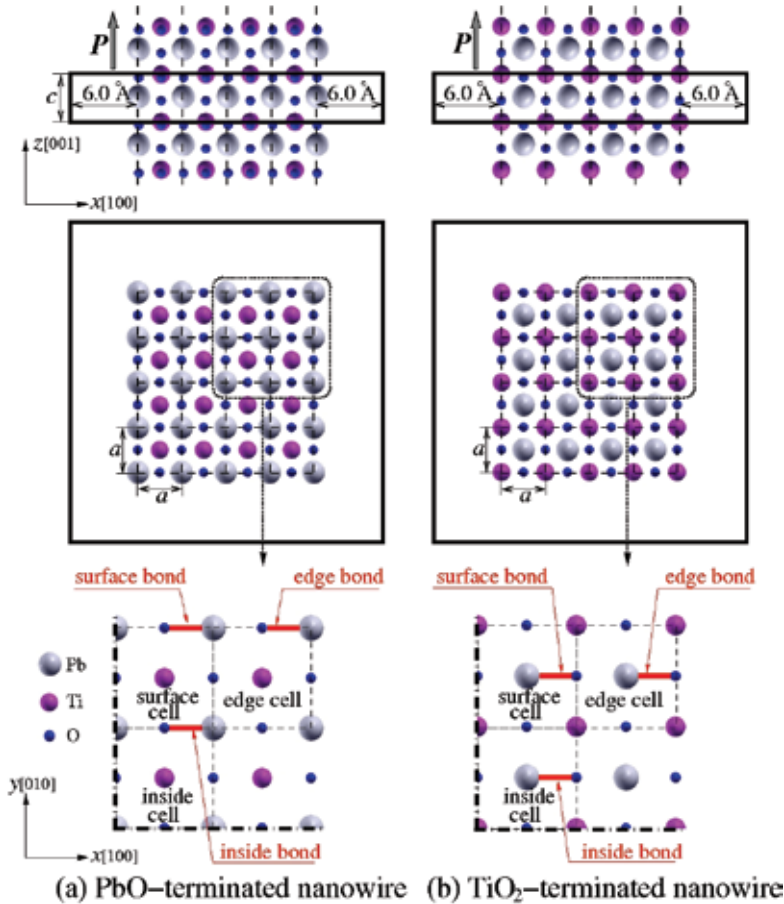 P
P
c
6.0 Å
6.0 Å
6.0 Å
6.0 Å
z[001]
x[100]
a
a
a
a
surface bond
edge bond
surface bond
edge bond
Pb
Ti
O
surface cell
edge cell
inside cell
surface cell
edge cell
inside cell
y[010]
x[100]
inside bond
inside bond
(a) PbO−terminated nanowire
(b) TiO₂−terminated nanowire